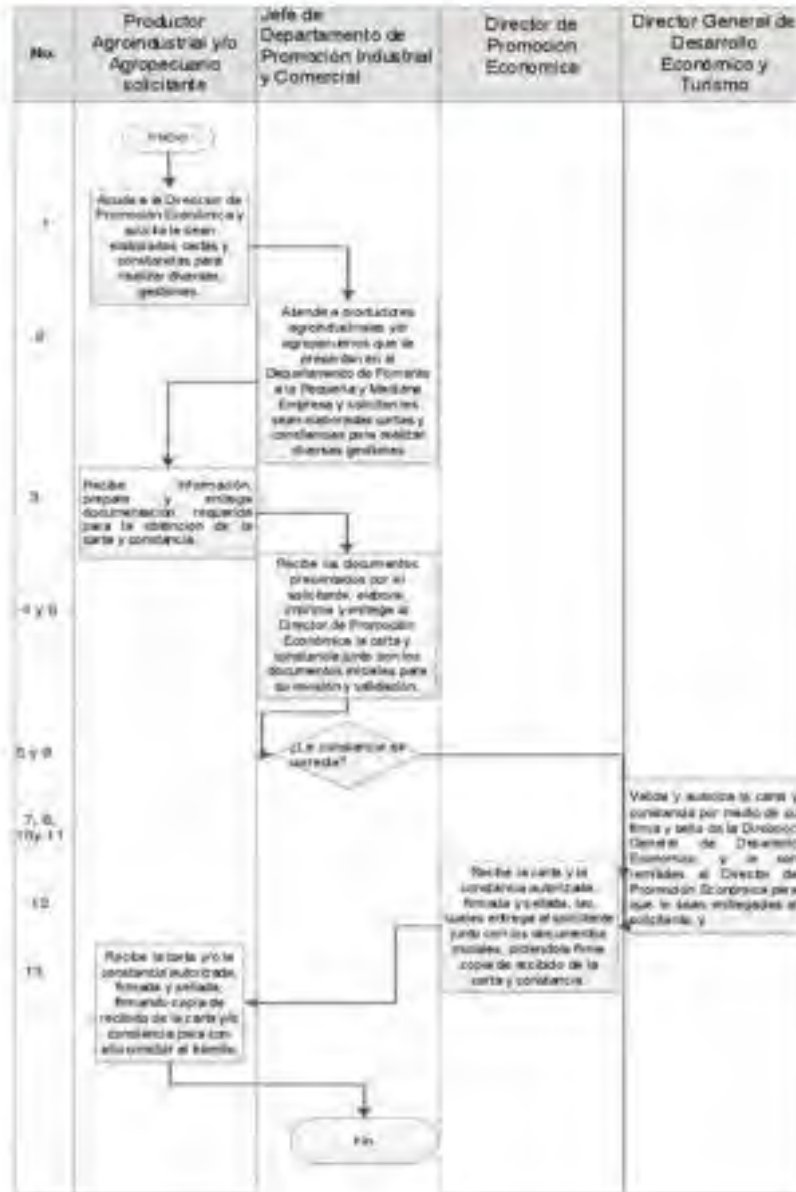 No.
Productor
Agroindustrial y/o
Agropecuario
solicitante
Jefe de
Departamento de
Promoción Industrial
y Comercial
Director de
Promoción
Económica
Director General de
Desarrollo
Económico y
Turismo
Inicio
1
Acude a la Dirección de
Promoción Económica y
solicita le sean
elaboradas cartas y
constancias para
realizar diversas
gestiones.
2
Atiende a productores
agroindustriales y/o
agropecuarios que se
presentan en el
Departamento de Fomento
a la Pequeña y Mediana
Empresa y solicitan les
sean elaboradas cartas y
constancias para realizar
diversas gestiones
3
Recibe información,
prepara y entrega
documentación requerida
para la obtención de la
carta y constancia.
4 y 5
Recibe los documentos
presentados por el
solicitante, elabora,
imprime y entrega al
Director de Promoción
Económica la carta y
constancia junto con los
documentos iniciales para
su revisión y validación.
¿La constancia es
correcta?
7, 8,
10 y 11
Valida y autoriza la carta y
constancia por medio de su
firma y sello de la Dirección
General de Desarrollo
Económico y le son
remitidas al Director de
Promoción Económica para
que le sean entregadas al
solicitante, y
12
Recibe la carta y la
constancia autorizada,
firmada y sellada, las
cuales entrega al solicitante
junto con los documentos
iniciales, pidiéndole firme
copia de recibido de la
carta y constancia.
13
Recibe la carta y/o la
constancia autorizada,
firmada y sellada,
firmando copia de
recibido de la carta y/o
constancia para con
ello concluir el trámite.
Fin